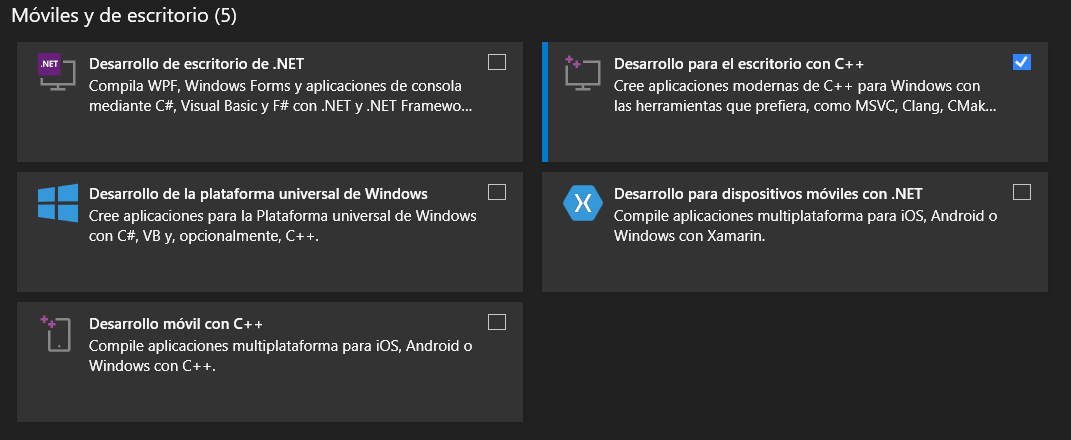 Móviles y de escritorio (5)
.NET
Desarrollo de escritorio de .NET
Compila WPF, Windows Forms y aplicaciones de consola
mediante C#, Visual Basic y F# con .NET y .NET Framewo...
Desarrollo para el escritorio con C++
Cree aplicaciones modernas de C++ para Windows con
las herramientas que prefiera, como MSVC, Clang, CMak...
Desarrollo de la plataforma universal de Windows
Cree aplicaciones para la Plataforma universal de Windows
con C#, VB y, opcionalmente, C++.
Desarrollo para dispositivos móviles con .NET
Compile aplicaciones multiplataforma para iOS, Android o
Windows con Xamarin.
Desarrollo móvil con C++
Compile aplicaciones multiplataforma para iOS, Android o
Windows con C++.